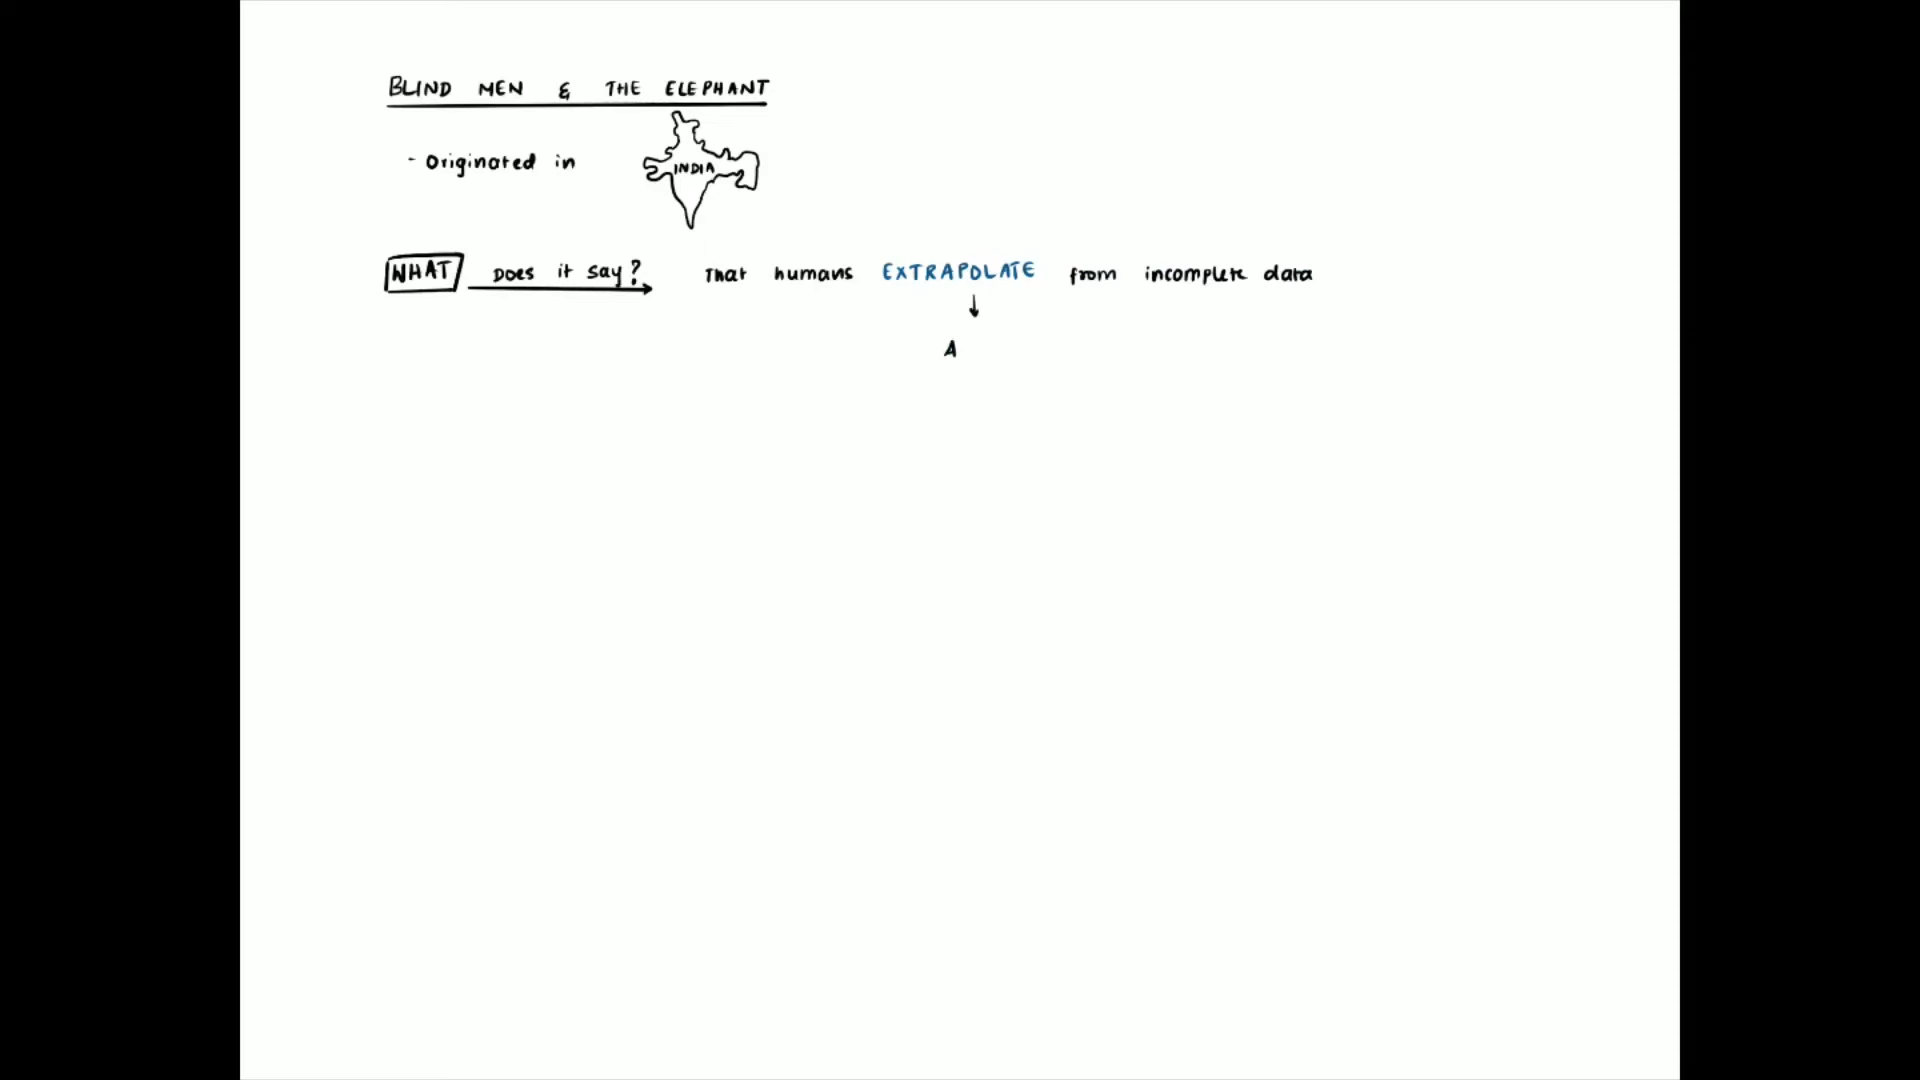 BLIND MEN & THE ELEPHANT
- Originated in INDIA
WHAT Does it say? That humans EXTRAPOLATE from incomplete data
A